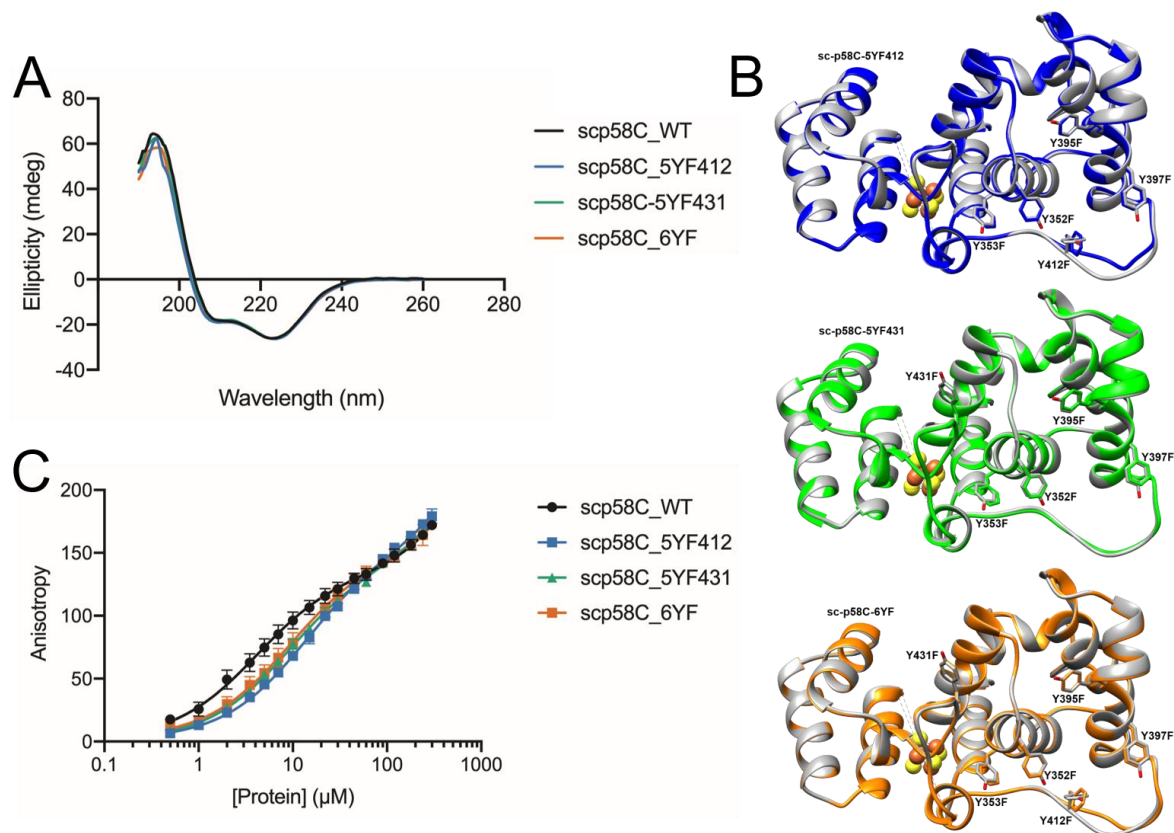 A
80
60
40
20
0
-20
-40
200
220
240
260
280
Ellipticity (mdeg)
Wavelength (nm)
scp58C_WT
scp58C_5YF412
scp58C-5YF431
scp58C_6YF
B
sc-p58C-5YF412
Y395F
Y397F
Y352F
Y353F
Y412F
sc-p58C-5YF431
Y431F
Y395F
Y397F
Y352F
Y353F
sc-p58C-6YF
Y431F
Y395F
Y397F
Y352F
Y353F
Y412F
C
200
150
100
50
0
0.1
1
10
100
1000
Anisotropy
[Protein] (µM)
scp58C_WT
scp58C_5YF412
scp58C_5YF431
scp58C_6YF